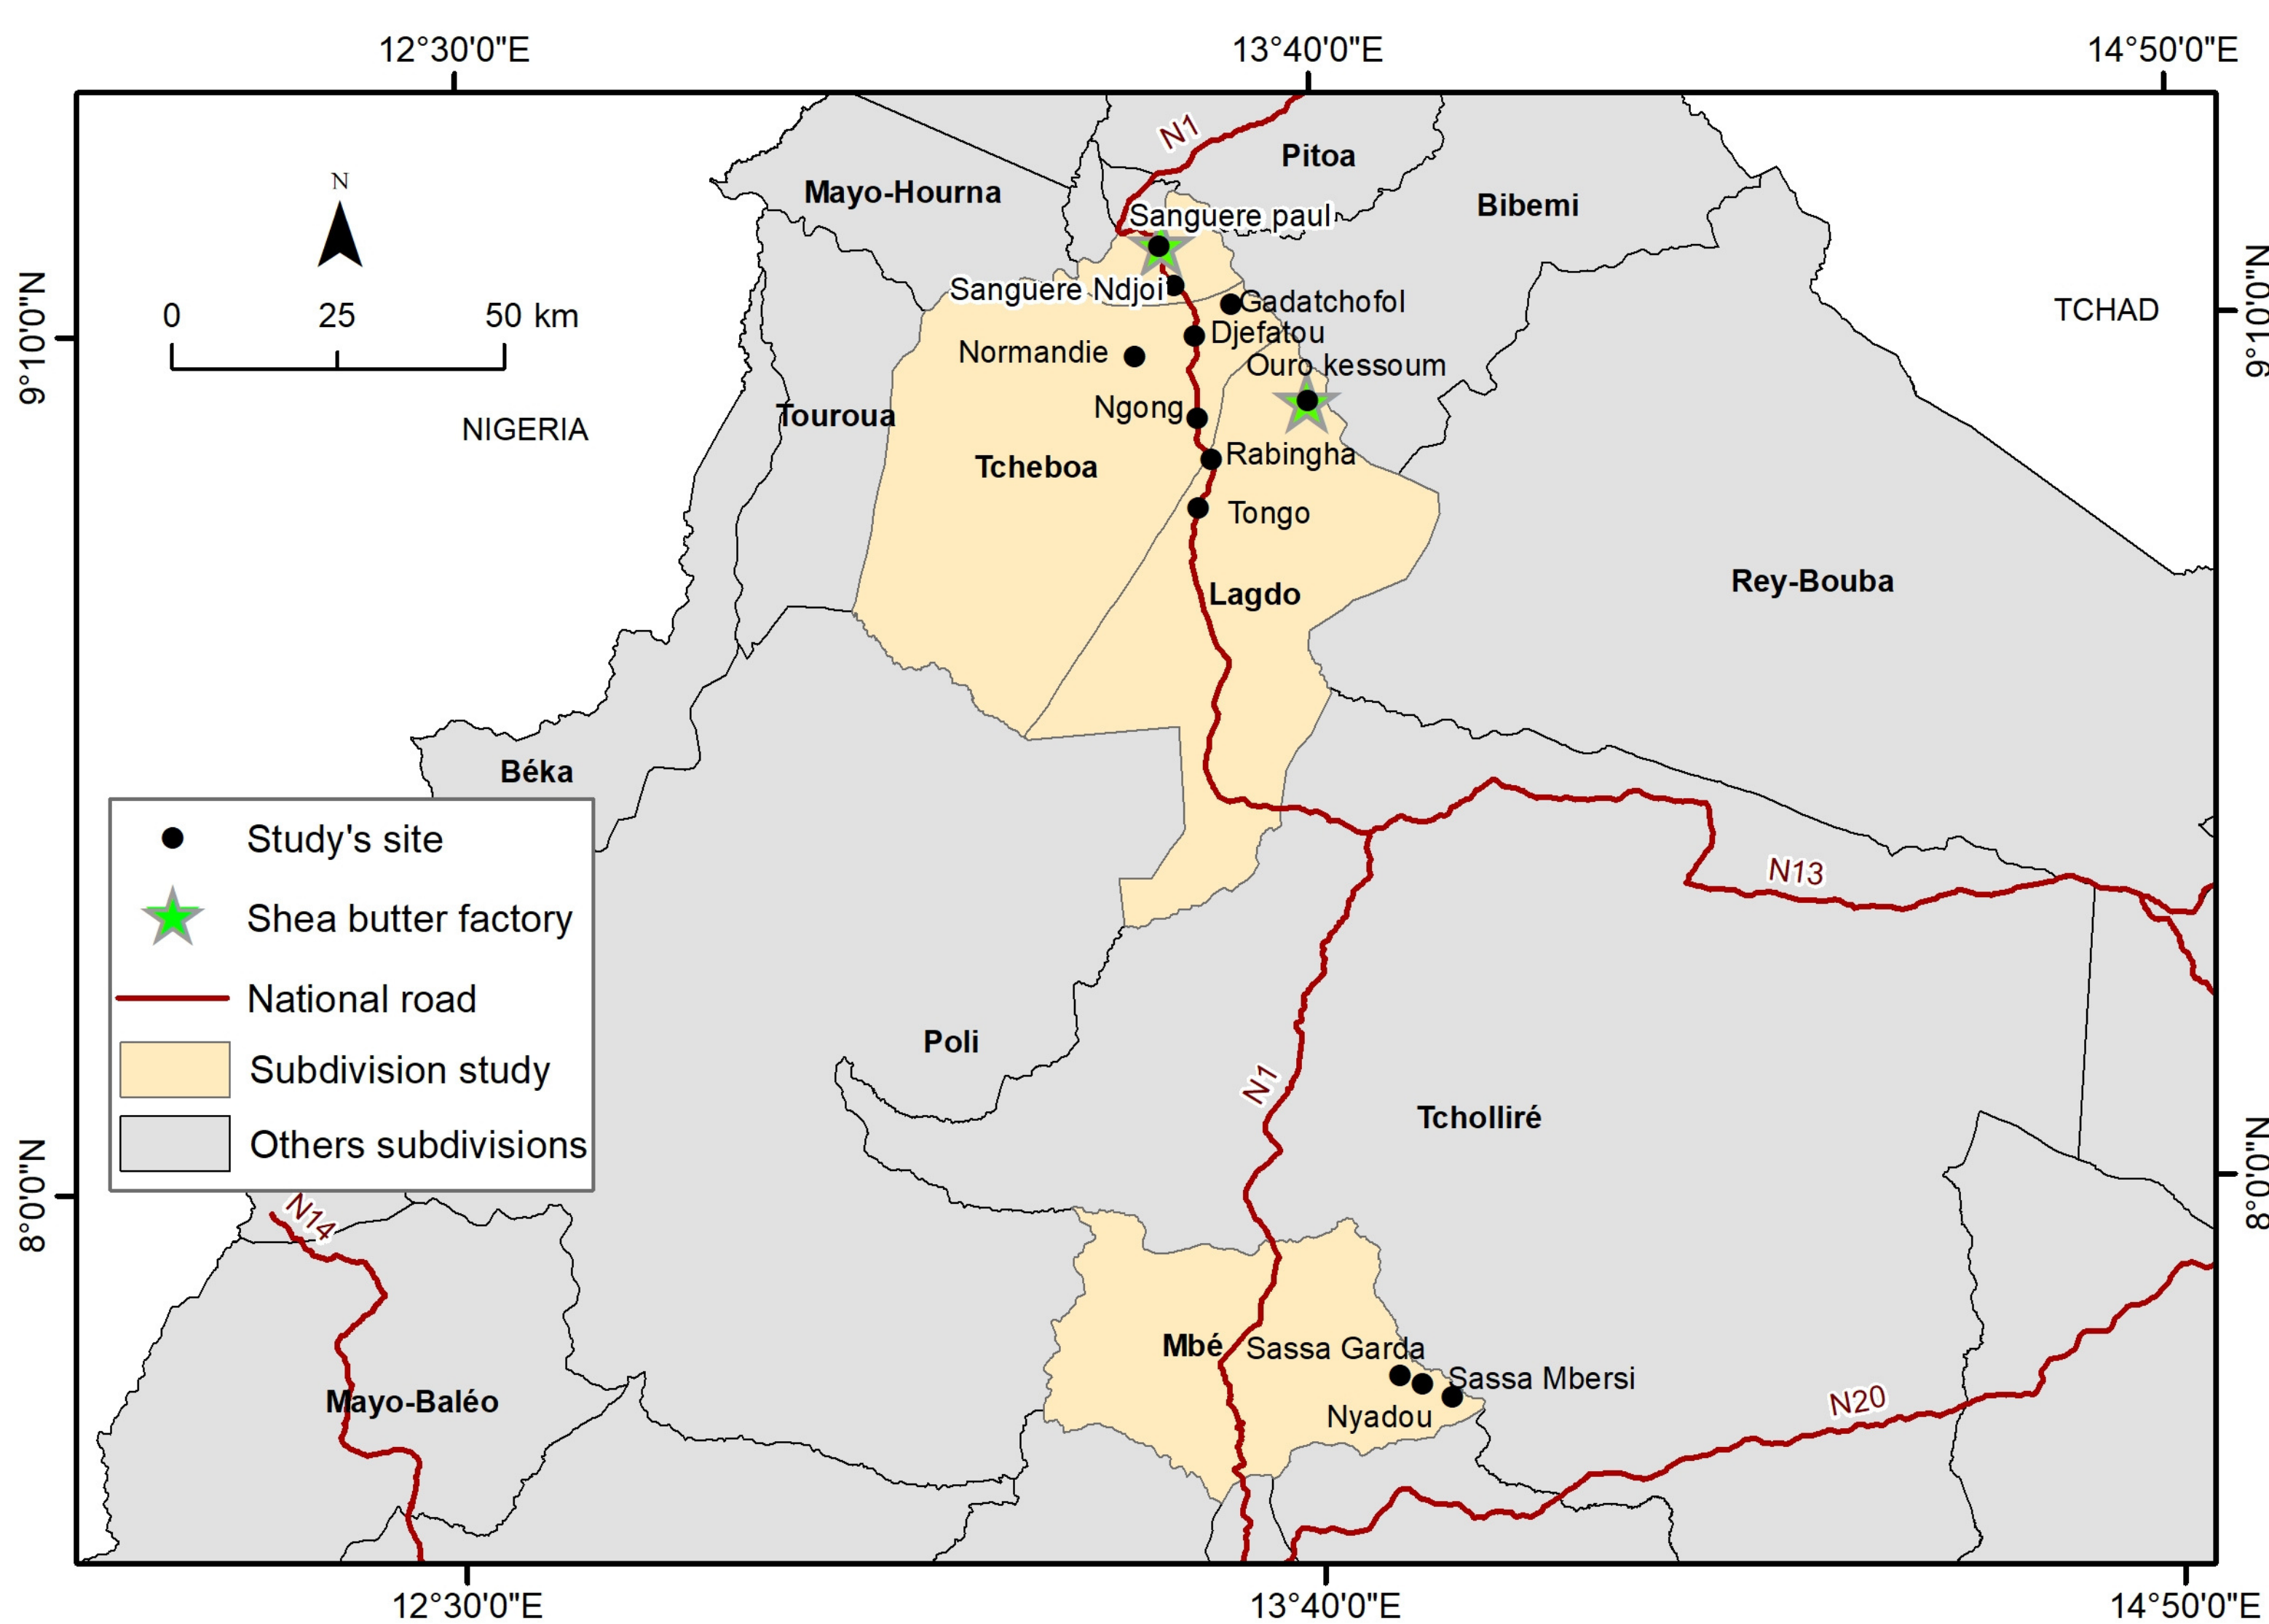 12°30'0"E
13°40'0"E
14°50'0"E
N1
Pitoa
Mayo-Hourna
N
Bibemi
Sanguere paul
9°10'0"N
9°10'0"N
Sanguere Ndjoi
Gadatchofol
TCHAD
0 25 50 km
Djefatou
Normandie
Ouro kessoum
Ngong
Touroua
NIGERIA
Rabingha
Tcheboa
Tongo
Rey-Bouba
Lagdo
Béka
Study's site
N13
Shea butter factory
National road
Poli
Subdivision study
N1
Tcholliré
Others subdivisions
8°0'0"N
8°0'0"N
N14
Mbé
Sassa Garda
Sassa Mbersi
Mayo-Baléo
N20
Nyadou
12°30'0"E
13°40'0"E
14°50'0"E